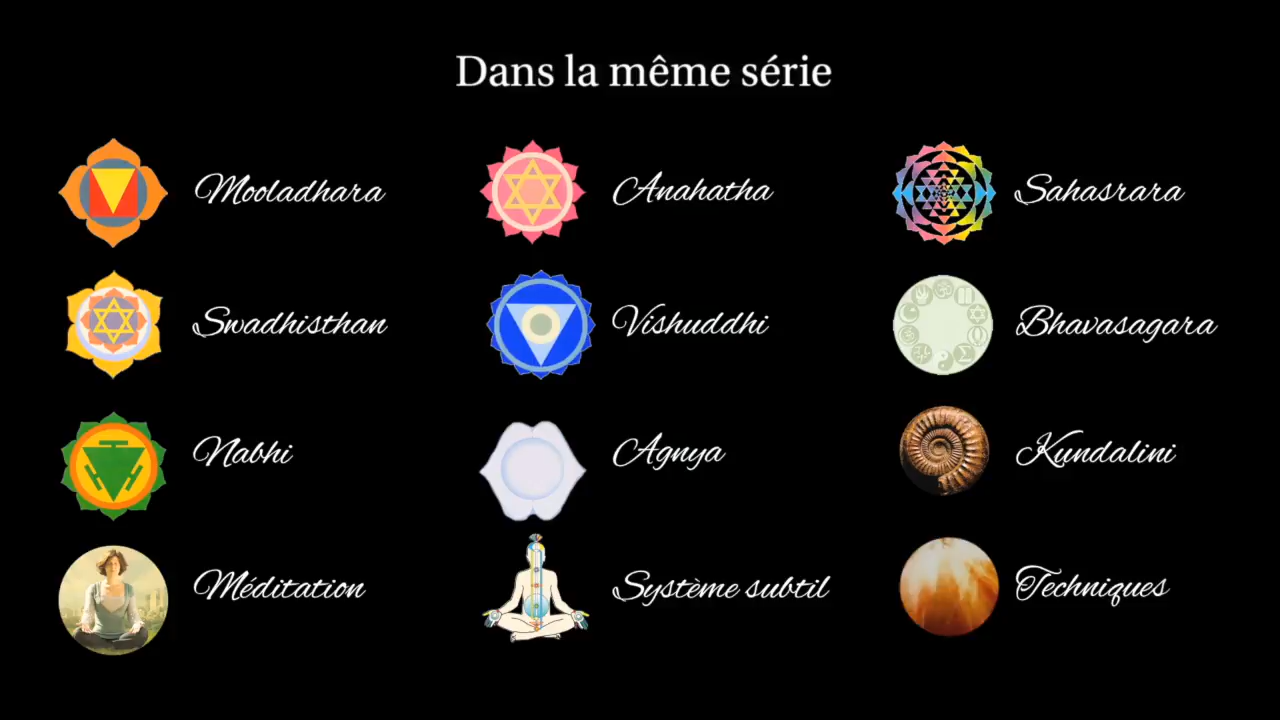 Dans la même série
Mooladhara
Anahatha
Sahasrara
Swadhisthan
Vishuddhi
Bhavasagara
Nabhi
Agnya
Kundalini
Méditation
Système subtil
Techniques